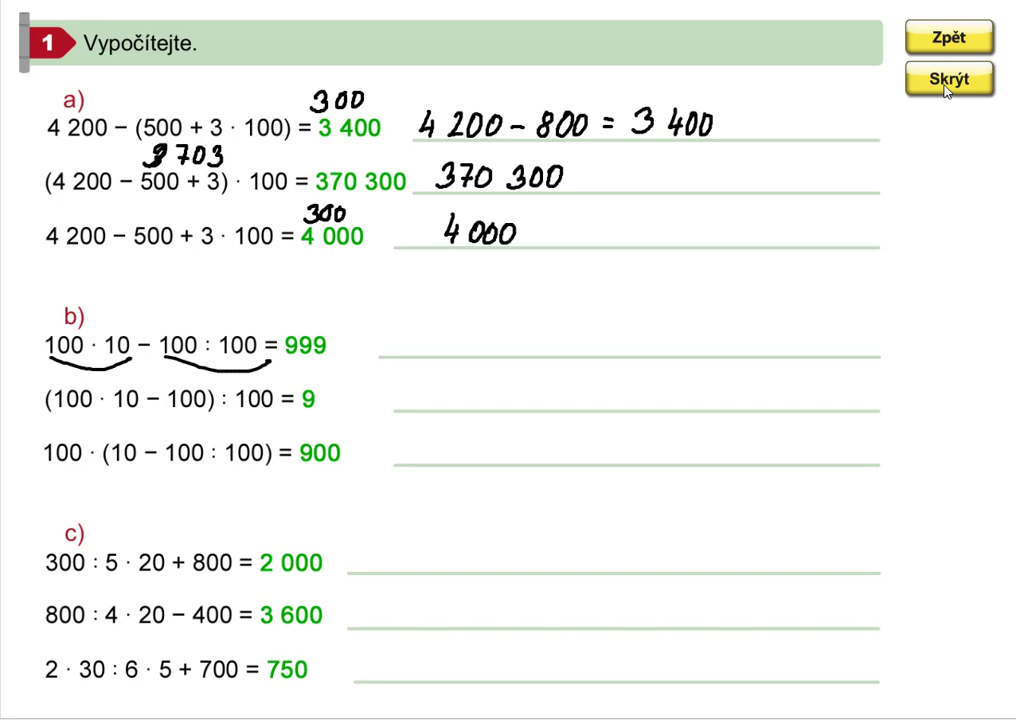 1 Vypočítejte.
Zpět
Skrýt
a)
300
4 200 − (500 + 3 · 100) = 3 400 4 200 - 800 = 3 400
3 703
(4 200 − 500 + 3) · 100 = 370 300 370 300
300
4 200 − 500 + 3 · 100 = 4 000 4 000
b)
100 · 10 − 100 : 100 = 999
(100 · 10 − 100) : 100 = 9
100 · (10 − 100 : 100) = 900
c)
300 : 5 · 20 + 800 = 2 000
800 : 4 · 20 − 400 = 3 600
2 · 30 : 6 · 5 + 700 = 750